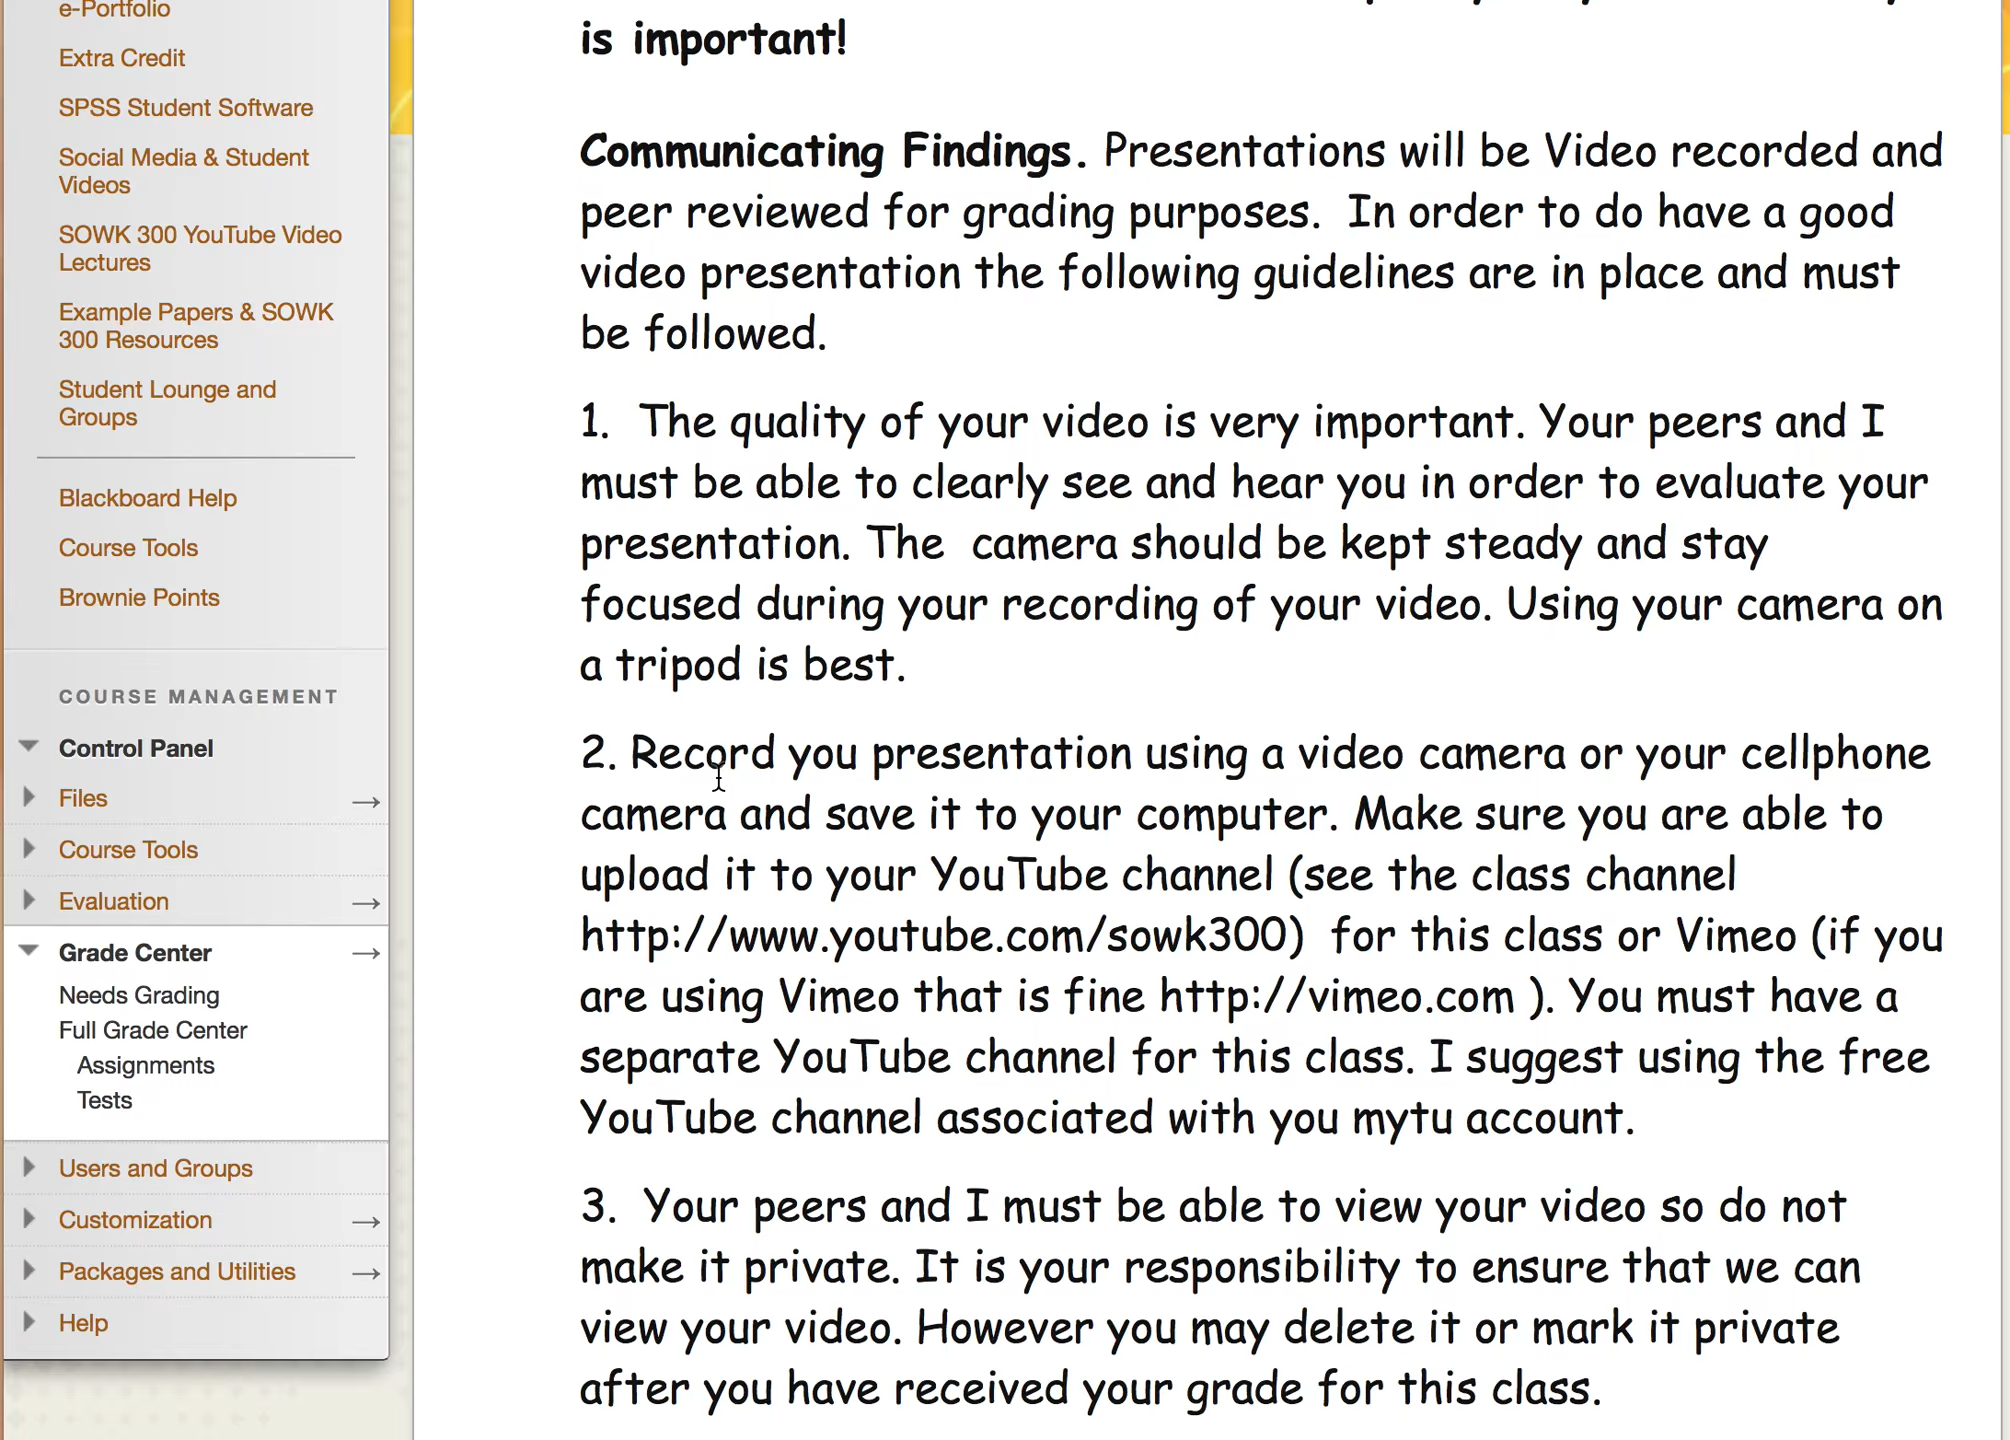 e-Portfolio
Extra Credit
SPSS Student Software
Social Media & Student
Videos
SOWK 300 YouTube Video
Lectures
Example Papers & SOWK
300 Resources
Student Lounge and
Groups
Blackboard Help
Course Tools
Brownie Points
COURSE MANAGEMENT
Control Panel
Files
Course Tools
Evaluation
Grade Center
Needs Grading
Full Grade Center
Assignments
Tests
Users and Groups
Customization
Packages and Utilities
Help
is important!
Communicating Findings. Presentations will be Video recorded and
peer reviewed for grading purposes.  In order to do have a good
video presentation the following guidelines are in place and must
be followed.
1.  The quality of your video is very important. Your peers and I
must be able to clearly see and hear you in order to evaluate your
presentation. The  camera should be kept steady and stay
focused during your recording of your video. Using your camera on
a tripod is best.
2. Record you presentation using a video camera or your cellphone
camera and save it to your computer. Make sure you are able to
upload it to your YouTube channel (see the class channel
http://www.youtube.com/sowk300)  for this class or Vimeo (if you
are using Vimeo that is fine http://vimeo.com ). You must have a
separate YouTube channel for this class. I suggest using the free
YouTube channel associated with you mytu account.
3.  Your peers and I must be able to view your video so do not
make it private. It is your responsibility to ensure that we can
view your video. However you may delete it or mark it private
after you have received your grade for this class.